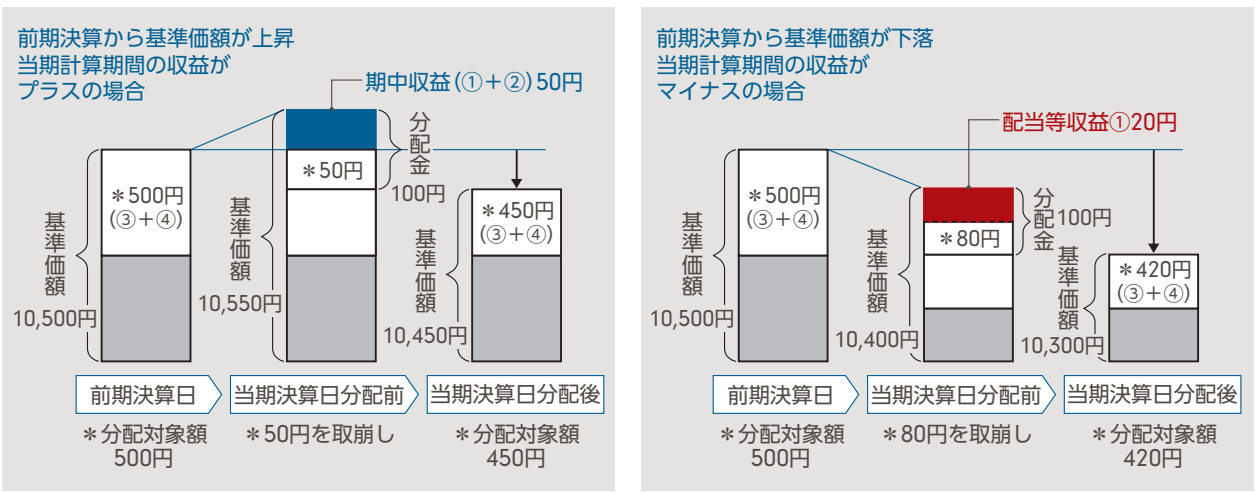 前期決算から基準価額が上昇
当期計算期間の収益が
プラスの場合
期中収益(①+②)50円
分配金
100円
*500円
(③+④)
*50円
*450円
(③+④)
基準価額
10,500円
基準価額
10,550円
基準価額
10,450円
前期決算日
当期決算日分配前
当期決算日分配後
*分配対象額
500円
*50円を取崩し
*分配対象額
450円
前期決算から基準価額が下落
当期計算期間の収益が
マイナスの場合
配当等収益①20円
*500円
(③+④)
*80円
分配金
100円
*420円
(③+④)
基準価額
10,500円
基準価額
10,400円
基準価額
10,300円
前期決算日
当期決算日分配前
当期決算日分配後
*分配対象額
500円
*80円を取崩し
*分配対象額
420円